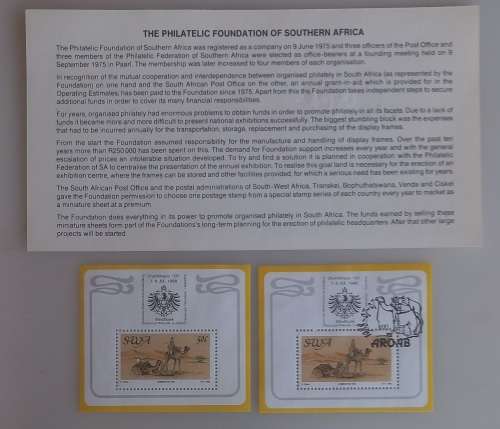 THE PHILATELIC FOUNDATION OF SOUTHERN AFRICA
The Philatelic Foundation of Southern Africa was registered as a company on 9 June 1975 and three officers of the Post Office and
three members of the Philatelic Federation of Southern Africa were elected as office-bearers at a founding meeting held on 9
September 1975 in Paarl. The membership was later increased to four members of each organisation.
In recognition of the mutual cooperation and interdependence between organised philately in South Africa (as represented by the
Foundation) on one hand and the South African Post Office on the other, an annual grant-in aid which is provided for in the
Operating Estimates, has been paid to the Foundation since 1975. Apart from this the Foundation takes independent steps to secure
additional funds in order to cover its many financial responsibilities.
For years, organised philately had enormous problems to obtain funds in order to promote philately in all its facets. Due to a lack of
funds it became more and more difficult to present national exhibitions successfully. The biggest stumbling block was the expenses
that had to be incurred annually for the transportation, storage, replacement and purchasing of the display frames.
From the start the Foundation assumed responsibility for the manufacture and handling of display frames. Over the past ten
years more than R250 000 has been spent on this. The demand for Foundation support increases every year and with the general
escalation of prices an intolerable situation developed. To try and find a solution it is planned in cooperation with the Philatelic
Federation of SA to centralise the presentation of the annual exhibition. To realise this goal land is necessary for the erection of an
exhibition centre, where the frames can be stored and other facilities provided, for which a serious need has been existing for years.
The South African Post Office and the postal administrations of South-West Africa, Transkei, Bophuthatswana, Venda and Ciskei
gave the Foundation permission to choose one postage stamp from a special stamp series of each country every year to market as
a miniature sheet at a premium.
The Foundation does everything in its power to promote organised philately in South Africa. The funds earned by selling these
miniature sheets form part of the Foundations's long-term planning for the erection of philatelic headquarters. After that other large
projects will be started
SWA
50c
SWA
AROAB